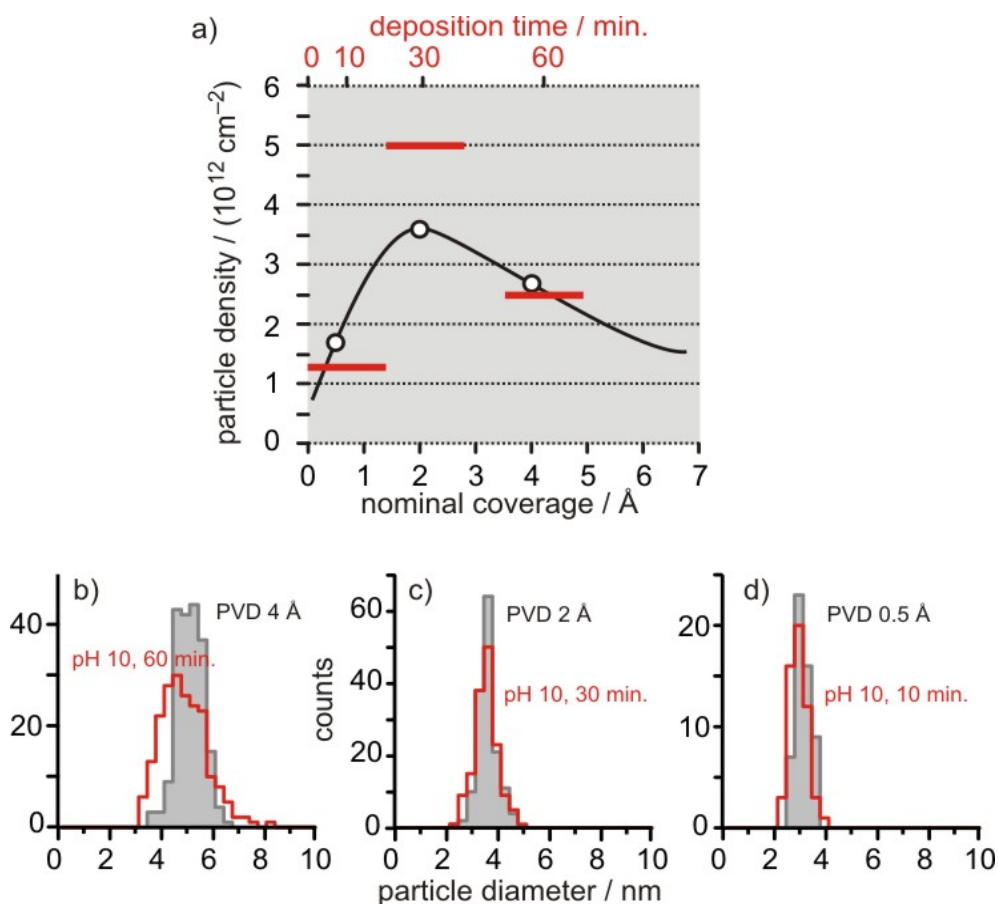 a)
deposition time / min.
0 10 30 60
particle density / (10¹² cm⁻²)
6
5
4
3
2
1
0
0 1 2 3 4 5 6 7
nominal coverage / Å
b)
PVD 4 Å
pH 10, 60 min.
40
20
0
0 2 4 6 8 10
c)
PVD 2 Å
pH 10, 30 min.
counts
60
40
20
0
0 2 4 6 8 10
d)
PVD 0.5 Å
pH 10, 10 min.
20
10
0
0 2 4 6 8 10
particle diameter / nm